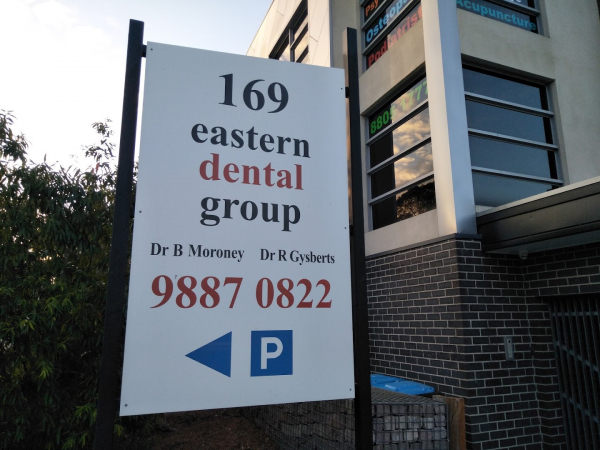 169
eastern
dental
group
Dr B Moroney Dr R Gysberts
9887 0822
P
Acupuncture